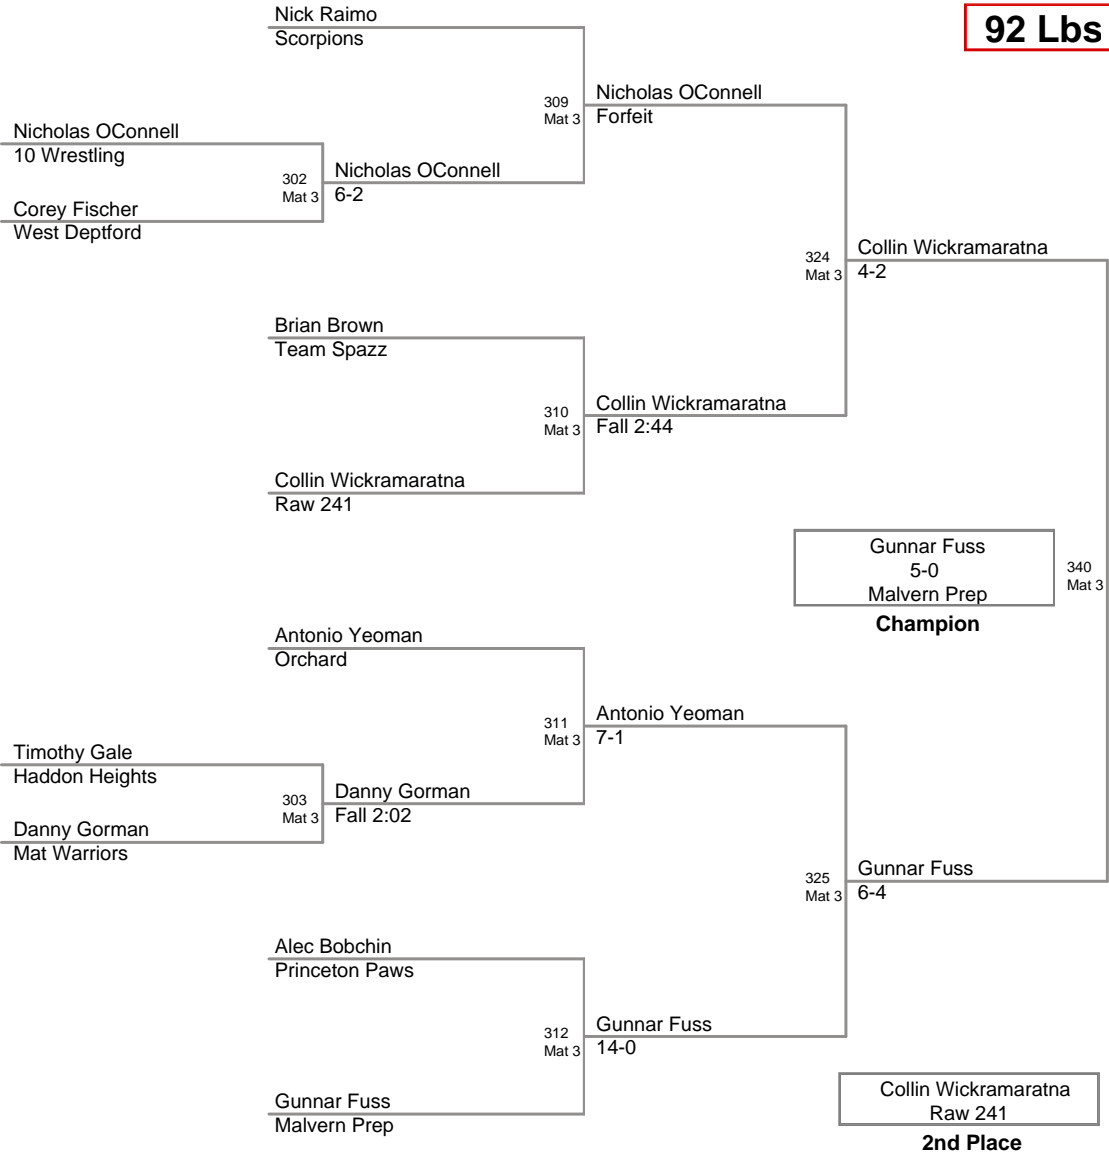 92 Lbs
Nick Raimo
Scorpions
309
Mat 3
Nicholas OConnell
Forfeit
Nicholas OConnell
10 Wrestling
302
Mat 3
Nicholas OConnell
6-2
Corey Fischer
West Deptford
324
Mat 3
Collin Wickramaratna
4-2
Brian Brown
Team Spazz
310
Mat 3
Collin Wickramaratna
Fall 2:44
Collin Wickramaratna
Raw 241
Gunnar Fuss
5-0
Malvern Prep
Champion
340
Mat 3
Antonio Yeoman
Orchard
311
Mat 3
Antonio Yeoman
7-1
Timothy Gale
Haddon Heights
303
Mat 3
Danny Gorman
Fall 2:02
Danny Gorman
Mat Warriors
325
Mat 3
Gunnar Fuss
6-4
Alec Bobchin
Princeton Paws
312
Mat 3
Gunnar Fuss
14-0
Gunnar Fuss
Malvern Prep
Collin Wickramaratna
Raw 241
2nd Place